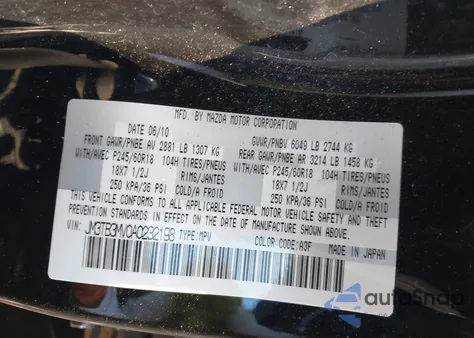 MFD. BY MAZDA MOTOR CORPORATION
DATE 06/10 GVWR/PNBV 6049 LB 2744 KG
FRONT GAWR/PNBE AV 2881 LB 1307 KG REAR GAWR/PNBE AR 3214 LB 1458 KG
WITH/AVEC P245/60R18 104H TIRES/PNEUS WITH/AVEC P245/60R18 104H TIRES/PNEUS
18X7 1/2J RIMS/JANTES 18X7 1/2J RIMS/JANTES
250 KPA/36 PSI COLD/A FROID 250 KPA/36 PSI COLD/A FROID
THIS VEHICLE CONFORMS TO ALL APPLICABLE FEDERAL MOTOR VEHICLE SAFETY AND THEFT PREVENTION STANDARDS
IN EFFECT ON THE DATE OF MANUFACTURE SHOWN ABOVE.
JM3TB3MV0A0232198 TYPE: MPV COLOR STD: A3F MADE IN JAPAN
autoSnap